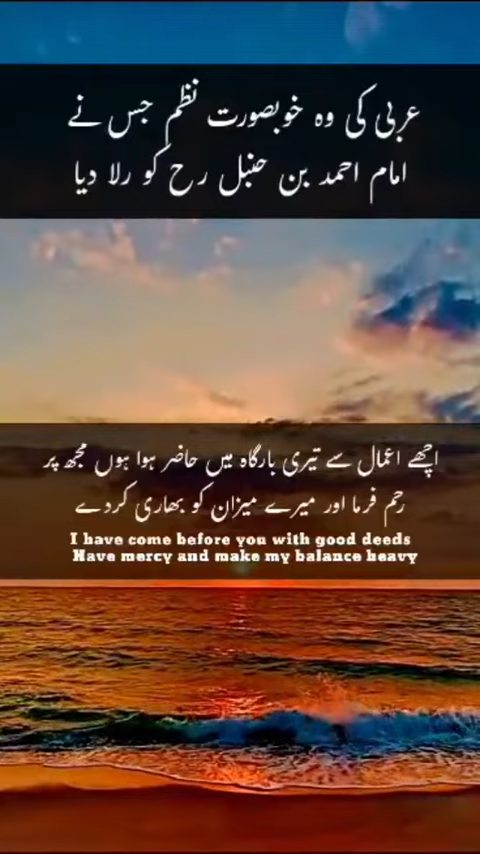 عربی کی وہ خوبصورت نظم جس نے
امام احمد بن حنبل رح کو رلا دیا
اچھے اعمال سے تیری بارگاہ میں حاضر ہوا ہوں مجھ پر
رحم فرما اور میرے میزان کو بھاری کردے
I have come before you with good deeds
Have mercy and make my balance heavy